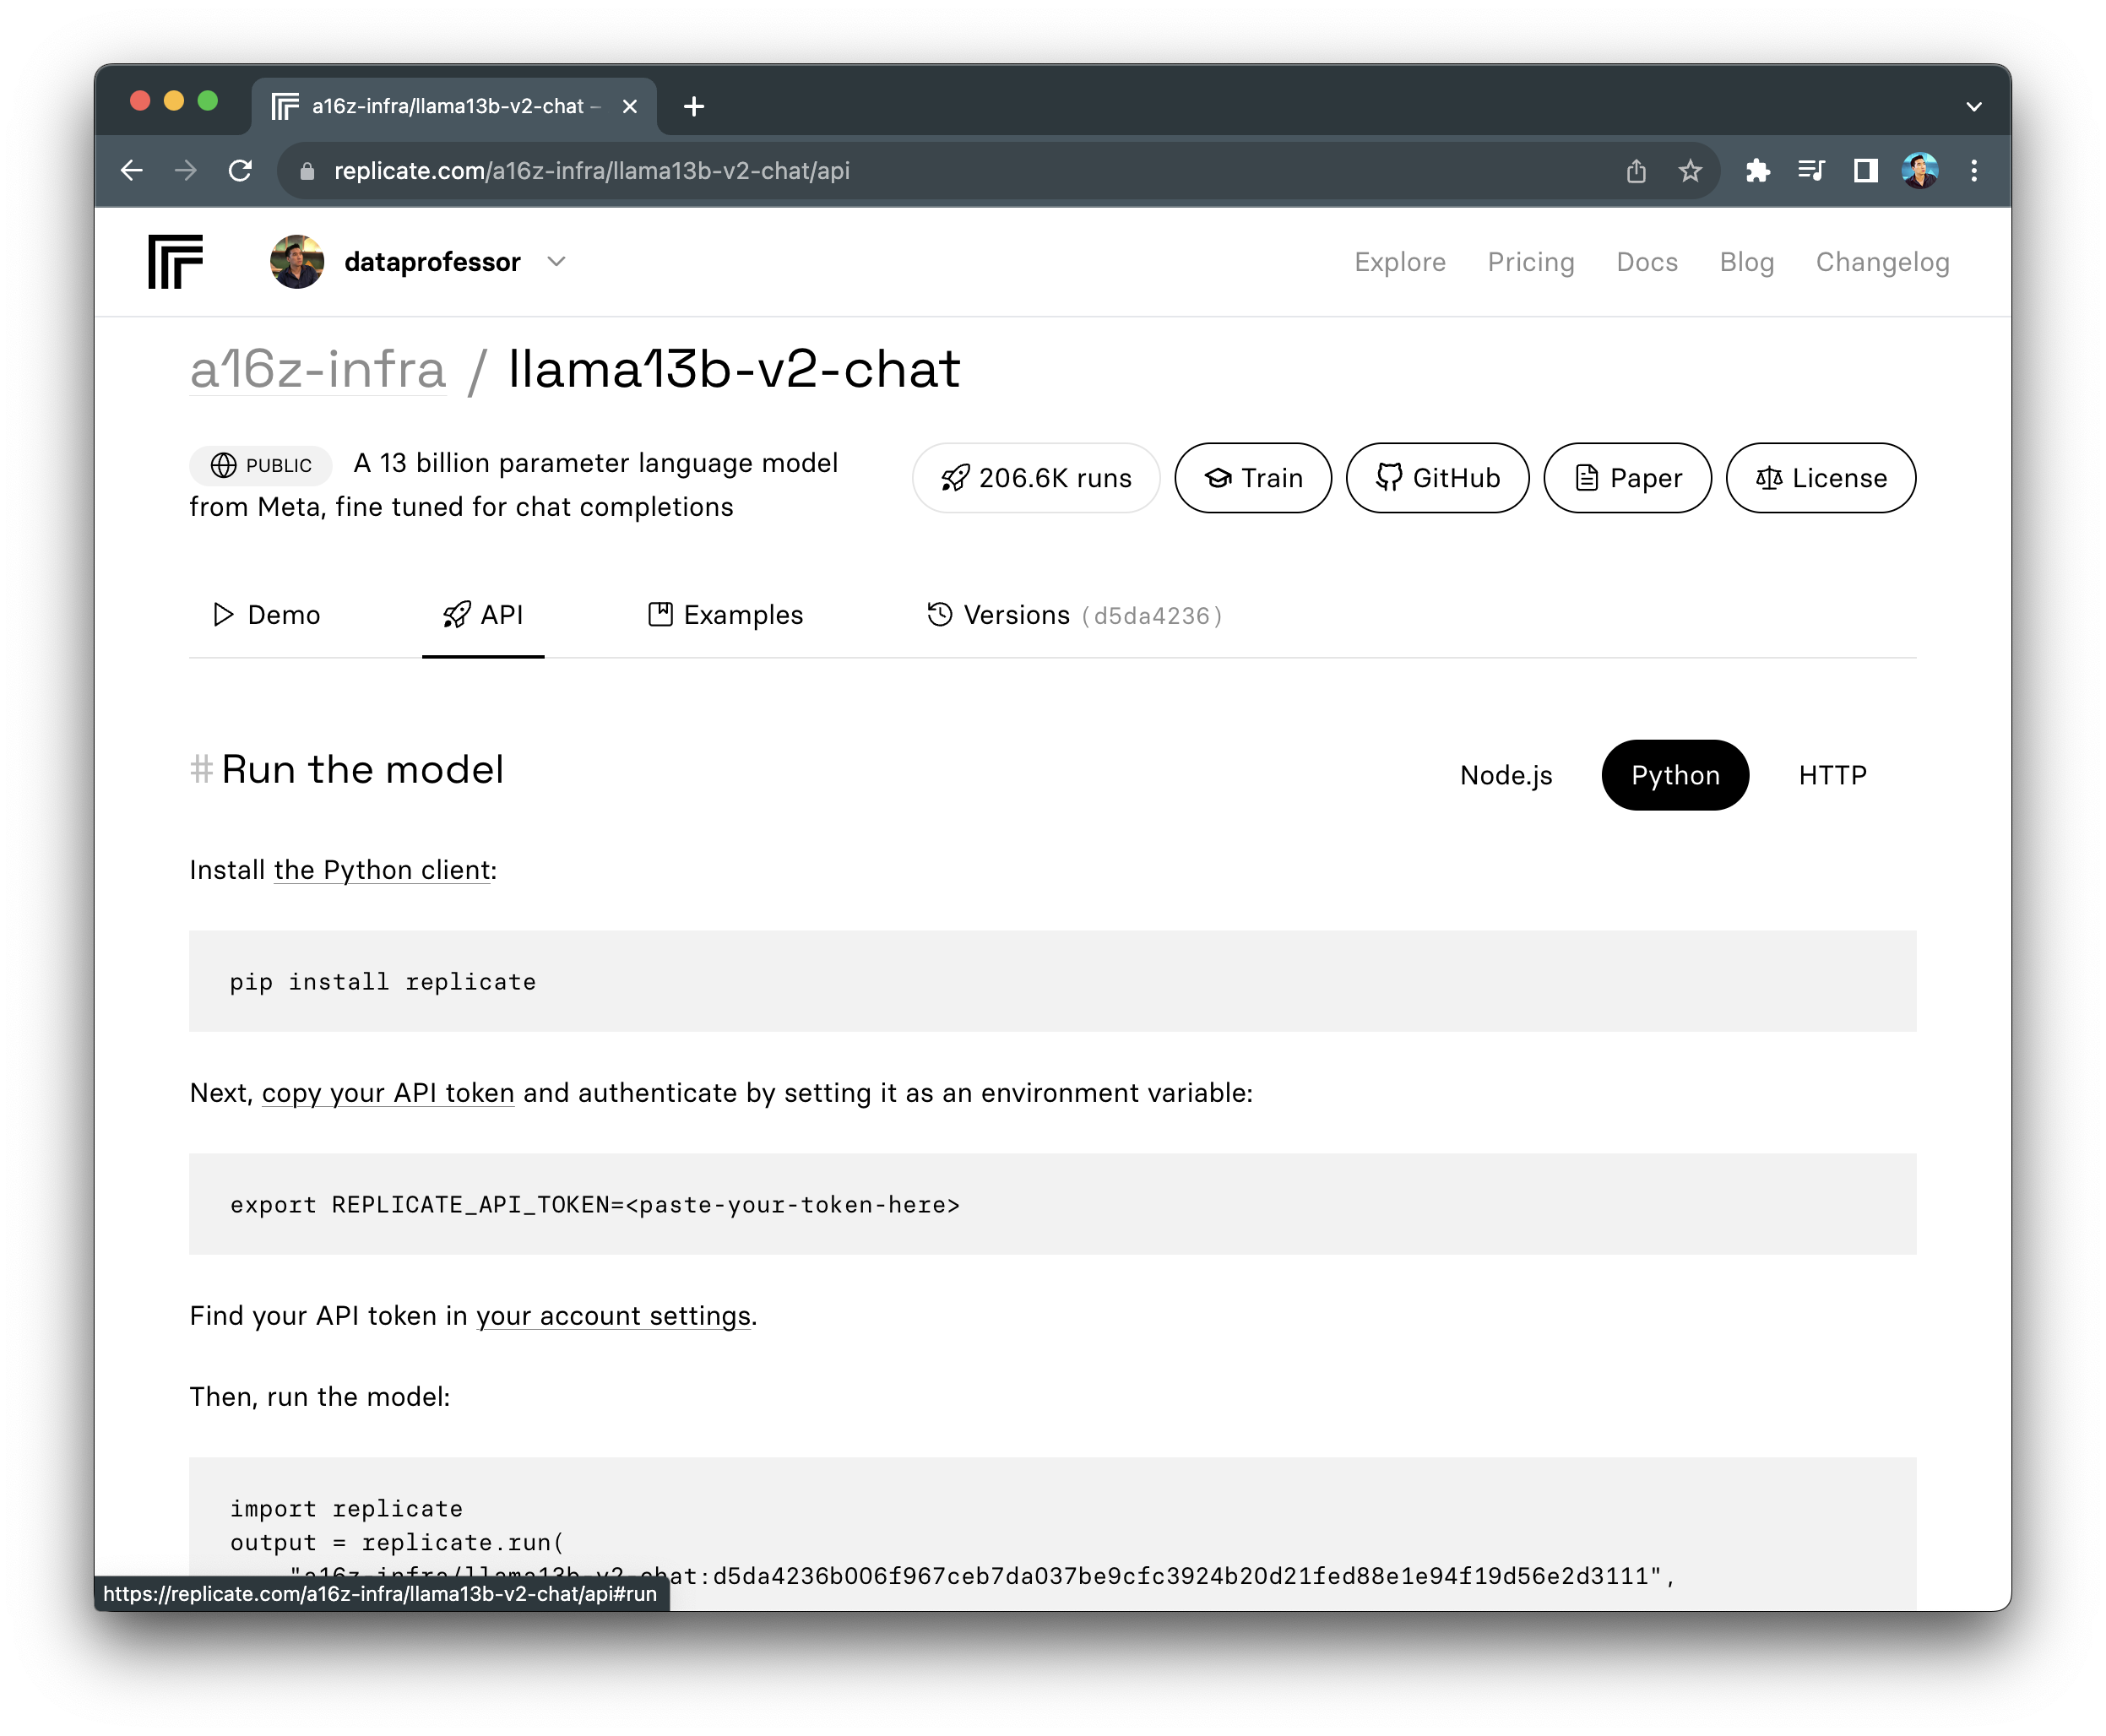 a16z-infra/llama13b-v2-chat –
replicate.com/a16z-infra/llama13b-v2-chat/api
dataprofessor
Explore Pricing Docs Blog Changelog
a16z-infra / llama13b-v2-chat
PUBLIC A 13 billion parameter language model
from Meta, fine tuned for chat completions
206.6K runs Train GitHub Paper License
Demo API Examples Versions (d5da4236)
# Run the model
Node.js Python HTTP
Install the Python client:
pip install replicate
Next, copy your API token and authenticate by setting it as an environment variable:
export REPLICATE_API_TOKEN=<paste-your-token-here>
Find your API token in your account settings.
Then, run the model:
import replicate
output = replicate.run(
"a16z-infra/llama13b-v2-chat:d5da4236b006f967ceb7da037be9cfc3924b20d21fed88e1e94f19d56e2d3111",
https://replicate.com/a16z-infra/llama13b-v2-chat/api#run